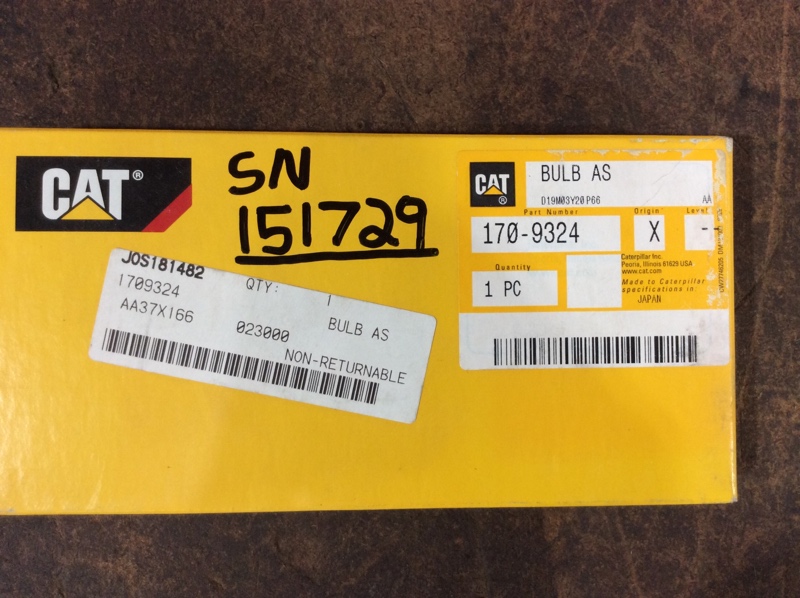 CAT®
SN
151729
JOS181482
QTY: 1
1709324
AA37X166
023000
BULB AS
NON-RETURNABLE
CAT®
BULB AS
D19M03Y20P66
AA
Part Number
Origin
Level
170-9324
X
--
Quantity
1 PC
Caterpillar Inc.
Peoria, Illinois 61629 USA
www.cat.com
Made to Caterpillar
specifications in
JAPAN